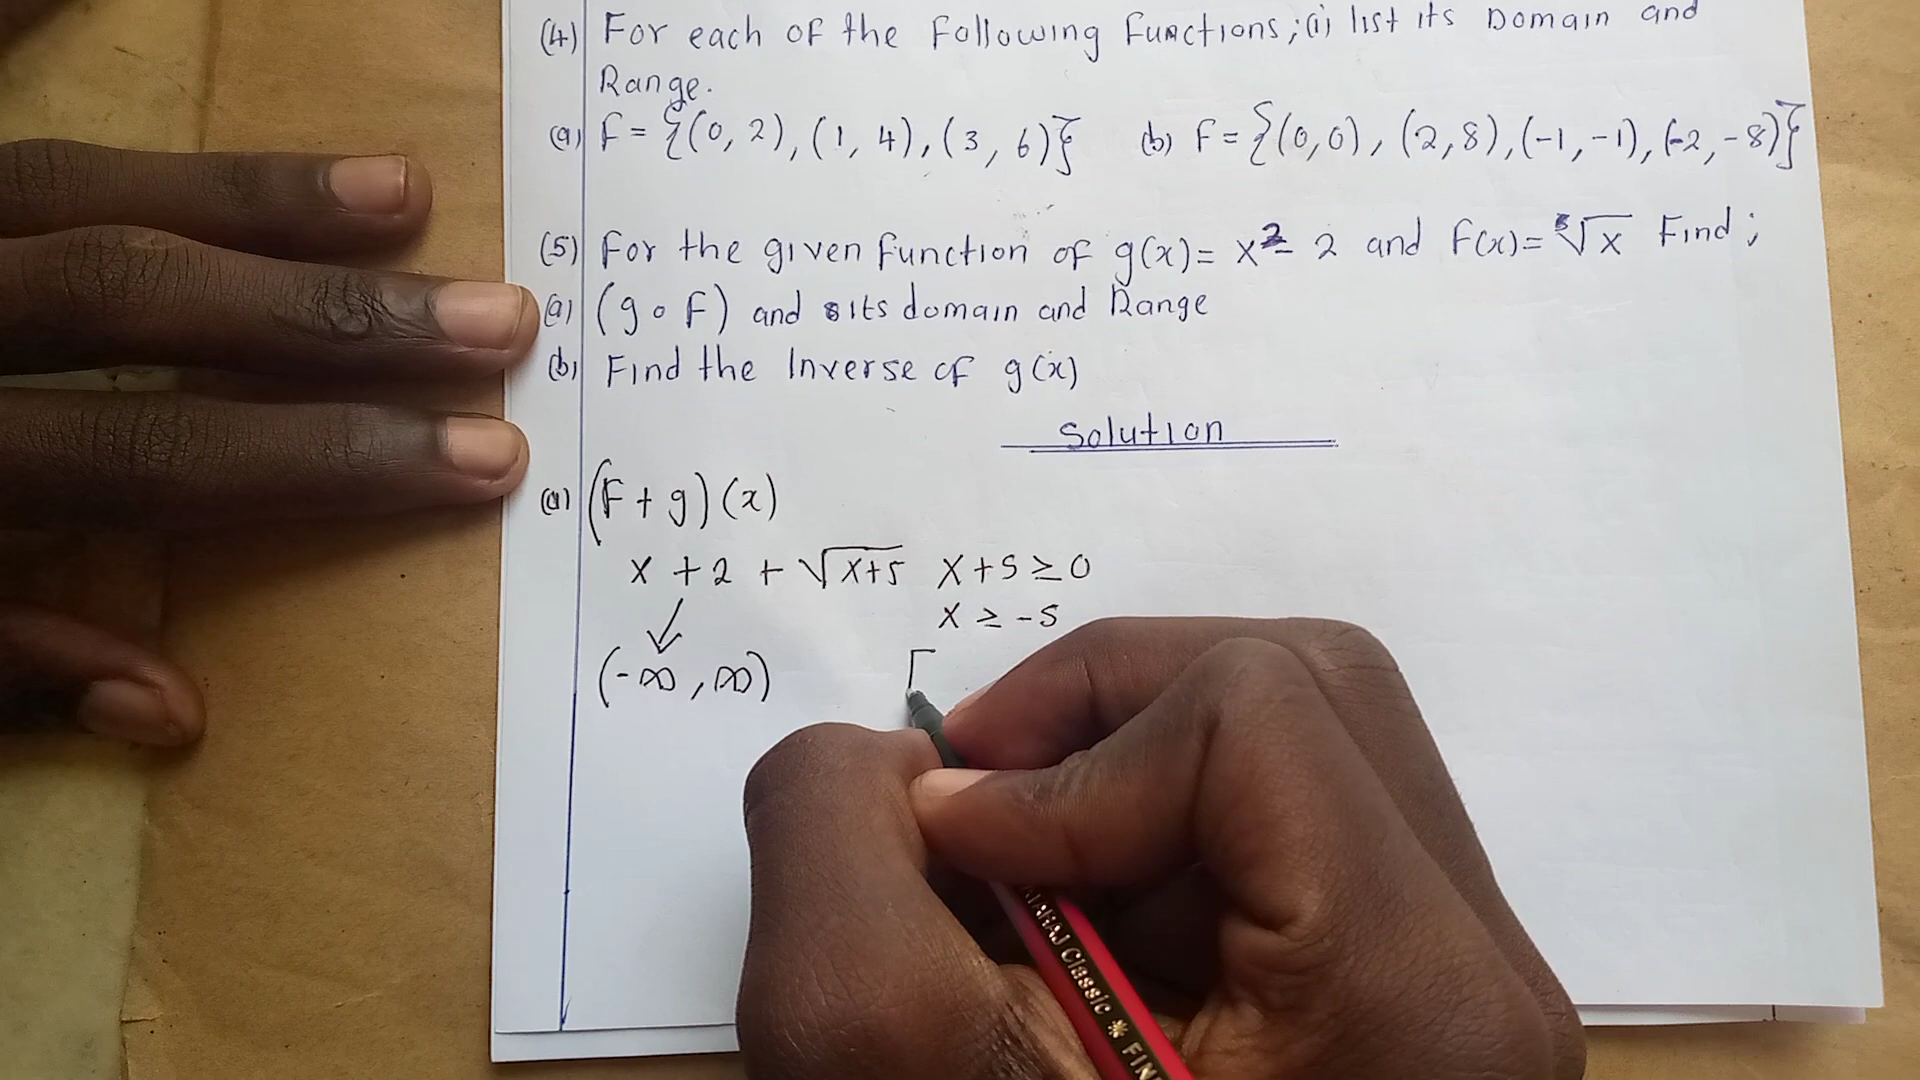 (4) For each of the Following Functions; (i) list its Domain and
Range.
(a) F = {(0, 2), (1, 4), (3, 6)} (b) F = {(0,0), (2,8), (-1,-1), (-2,-8)}
(5) For the given function of g(x) = x² - 2 and F(x) = ³√x Find;
(a) (g ∘ F) and its domain and Range
(b) Find the Inverse of g(x)
Solution
(a) (F + g)(x)
x + 2 + √x+5 x + 5 ≥ 0
x ≥ -5
(-∞, ∞) [
Classic ✱ FINE